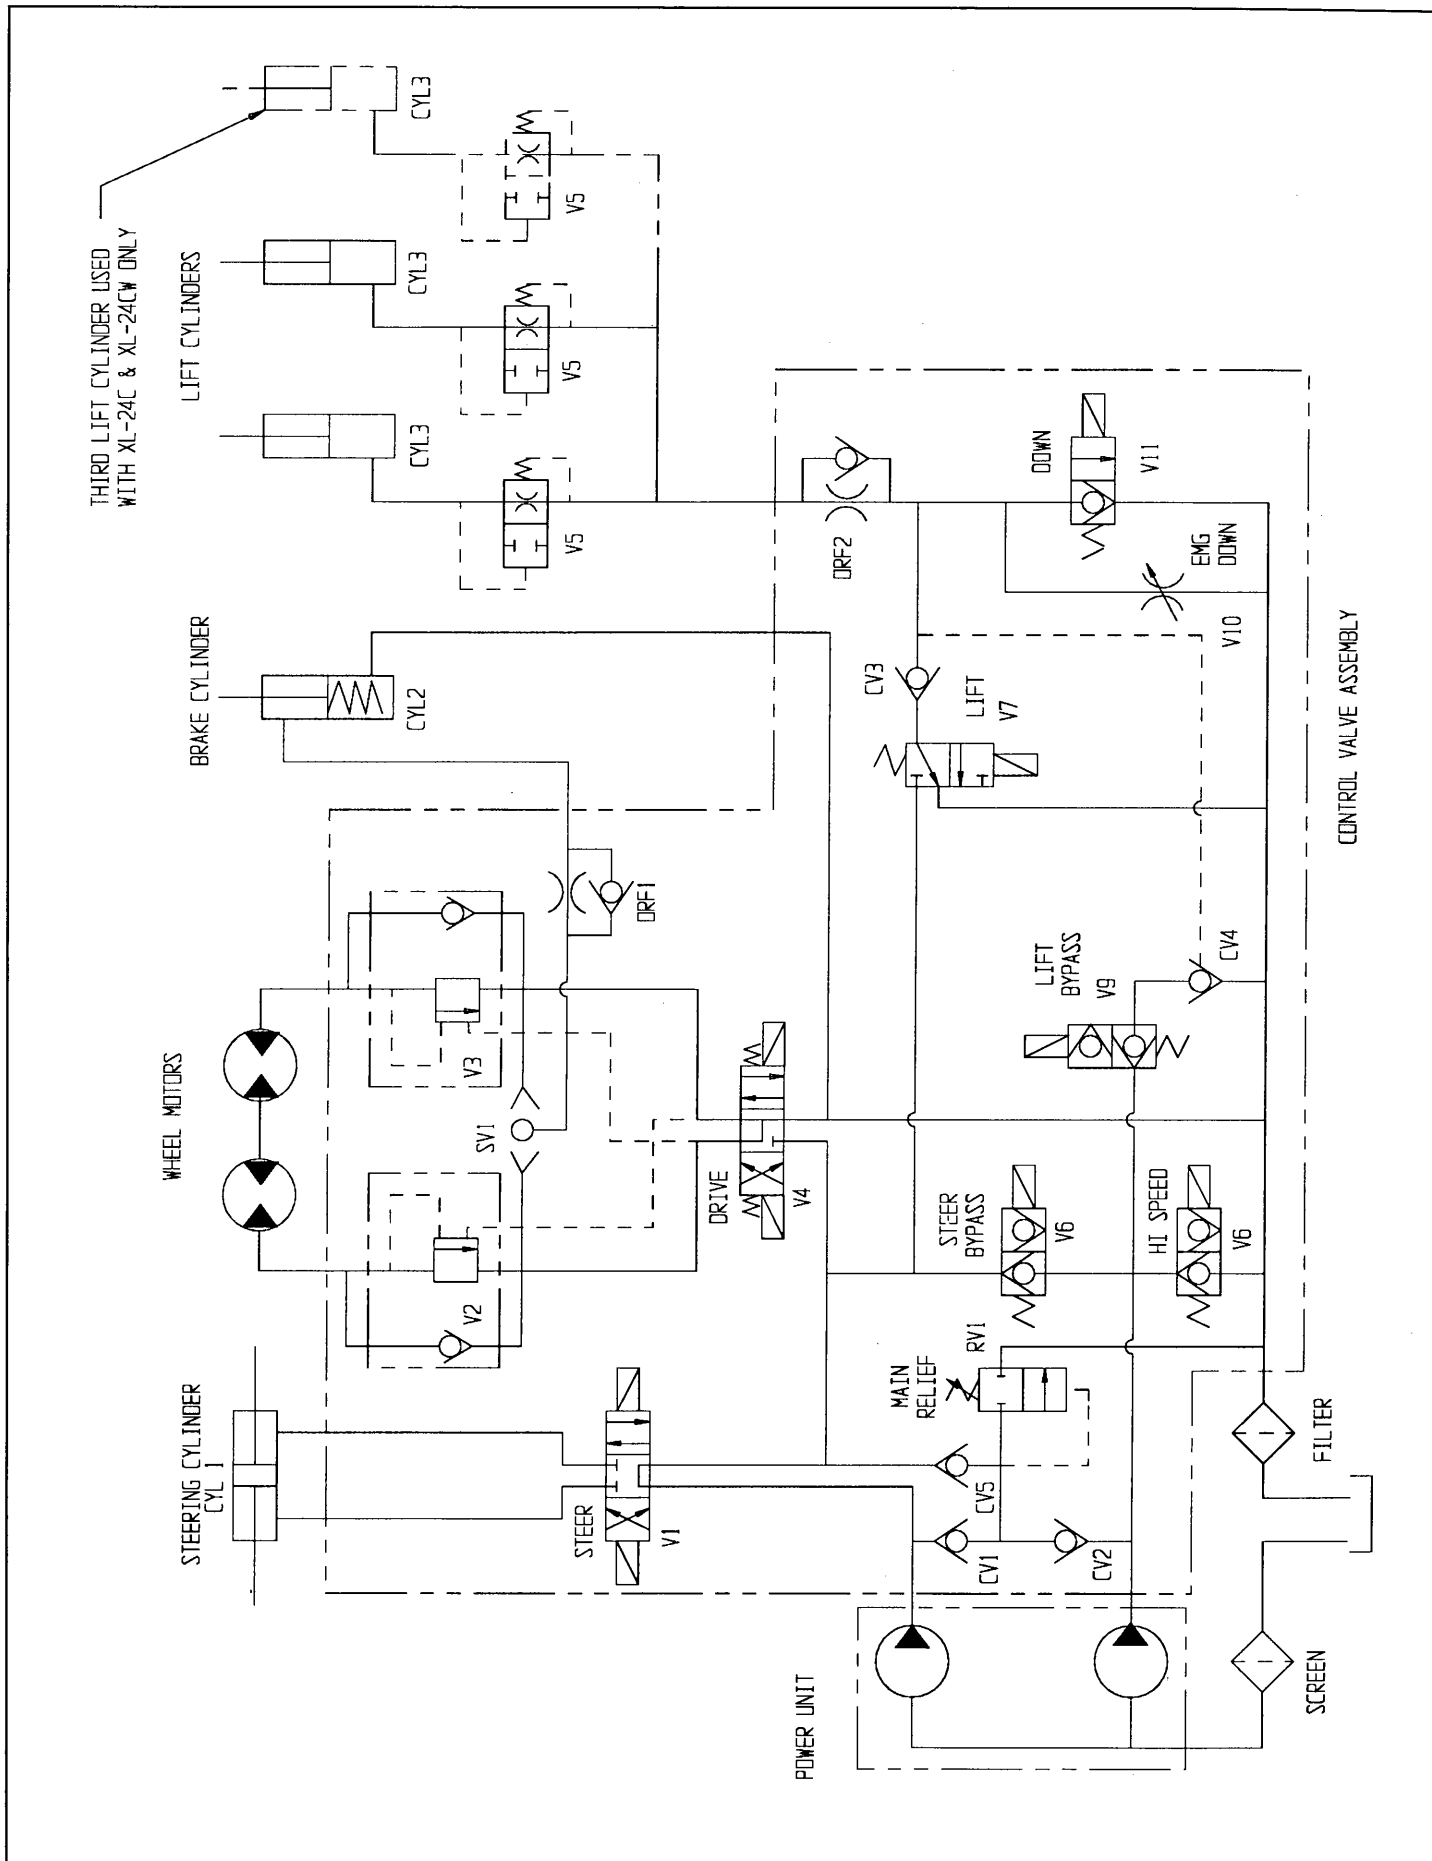 THIRD LIFT CYLINDER USED
WITH XL-24C & XL-24CW ONLY
LIFT CYLINDERS
CYL3
CYL3
CYL3
V5
V5
V5
BRAKE CYLINDER
CYL2
WHEEL MOTORS
STEERING CYLINDER
CYL 1
V2
V3
SV1
ORF1
ORF2
STEER
V1
DRIVE
V4
CV3
LIFT
V7
DOWN
V11
EMG
DOWN
V10
LIFT
BYPASS
V9
CV4
STEER
BYPASS
V6
HI SPEED
V6
MAIN
RELIEF
RV1
CV5
CV1
CV2
CONTROL VALVE ASSEMBLY
POWER UNIT
FILTER
SCREEN